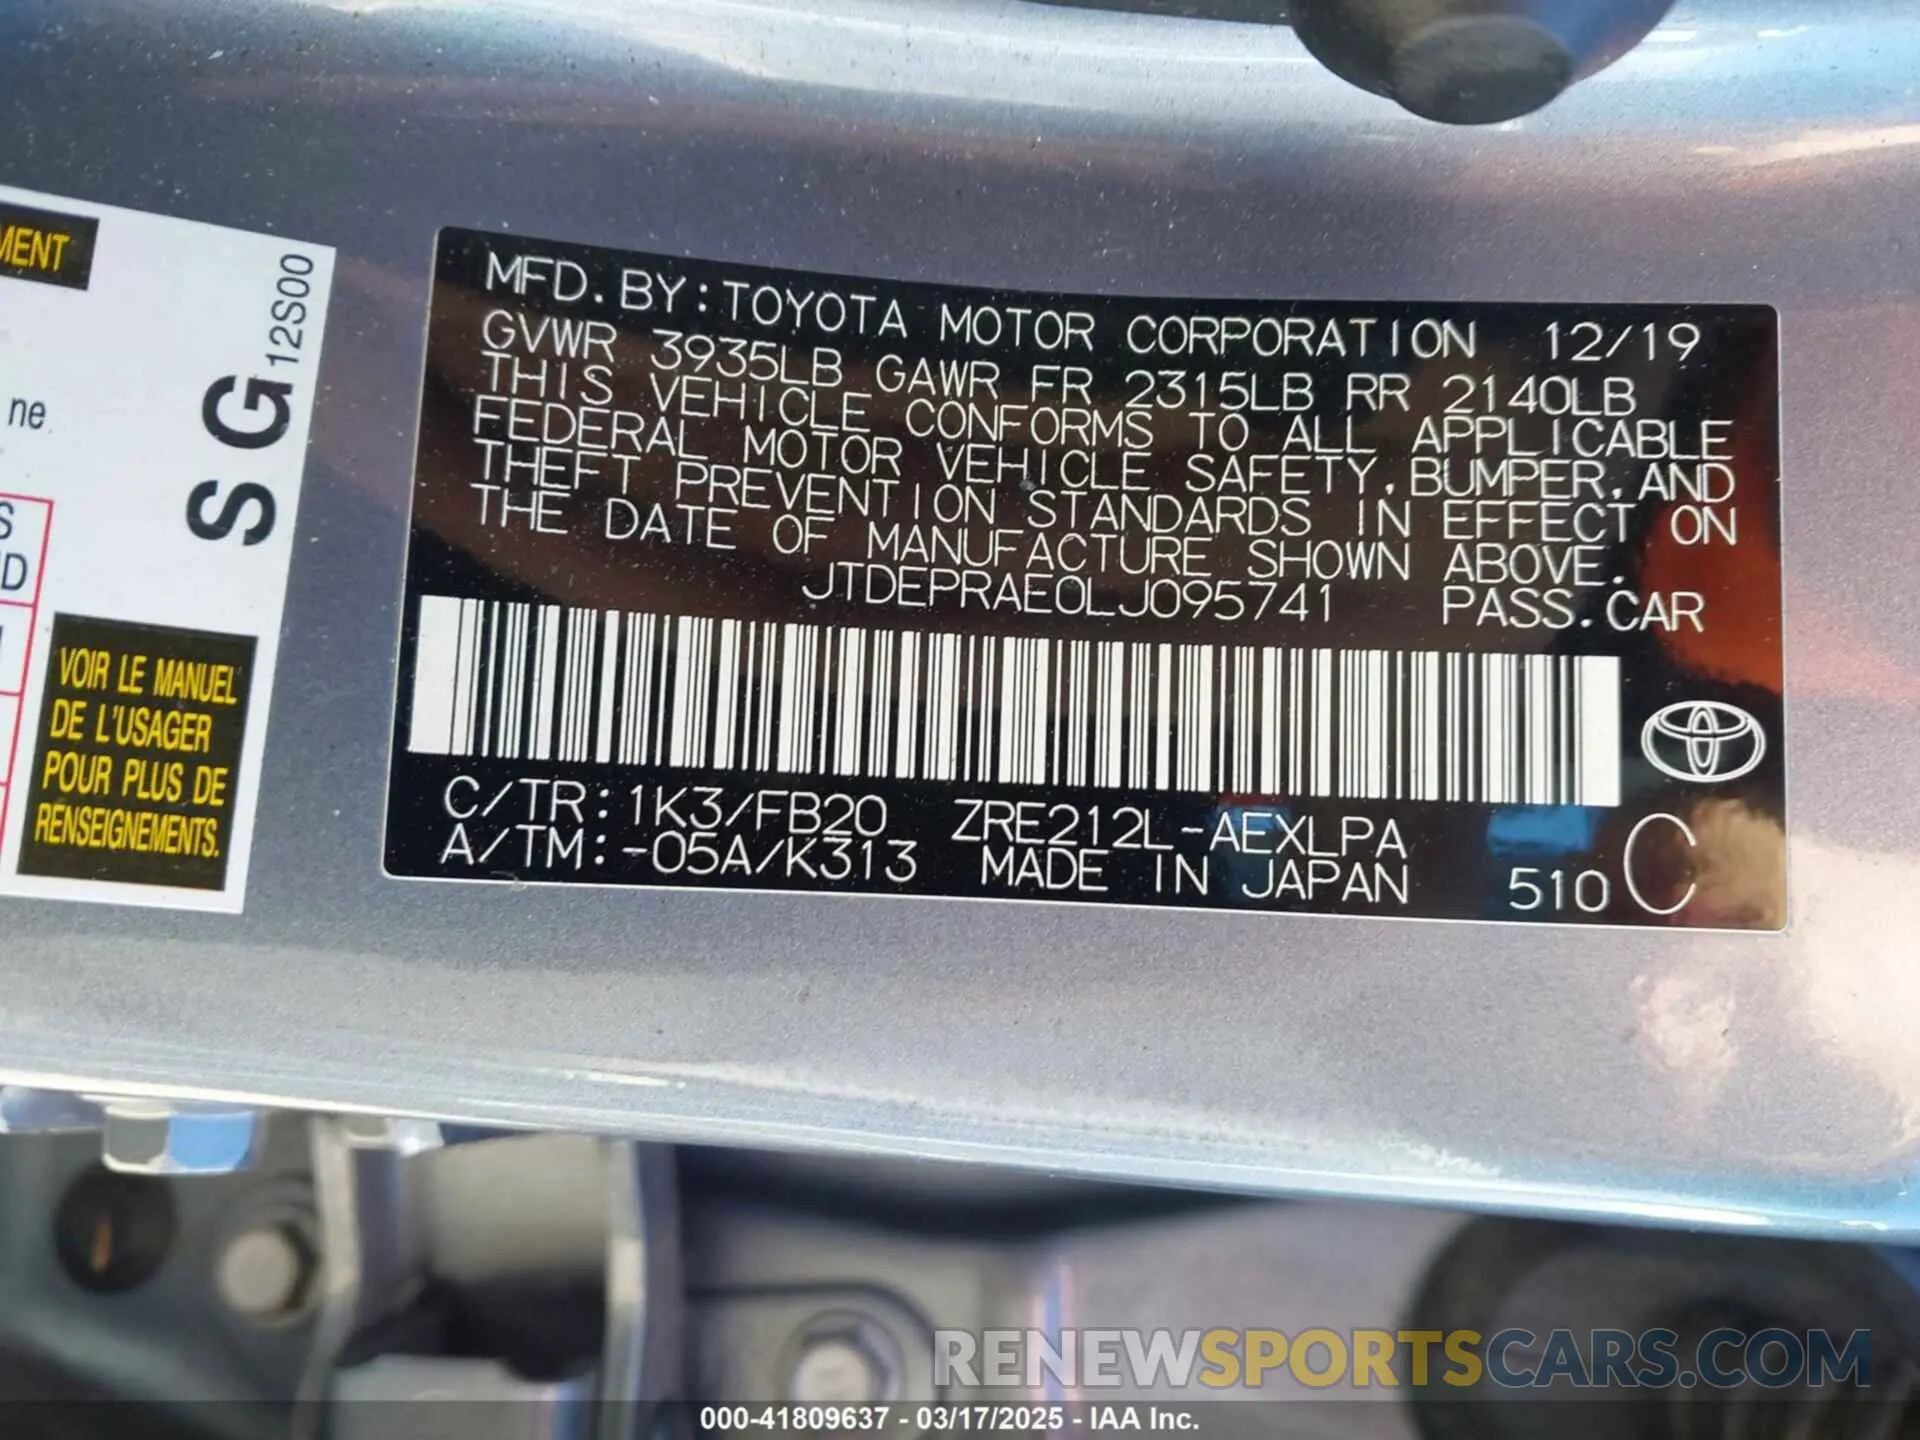 MENT
ne
S
D
SG 12S00
VOIR LE MANUEL
DE L'USAGER
POUR PLUS DE
RENSEIGNEMENTS.
MFD. BY: TOYOTA MOTOR CORPORATION 12/19
GVWR 3935LB GAWR FR 2315LB RR 2140LB
THIS VEHICLE CONFORMS TO ALL APPLICABLE
FEDERAL MOTOR VEHICLE SAFETY, BUMPER, AND
THEFT PREVENTION STANDARDS IN EFFECT ON
THE DATE OF MANUFACTURE SHOWN ABOVE.
JTDEPRAE0LJ095741 PASS. CAR
C/TR: 1K3/FB20 ZRE212L-AEXLPA
A/TM: -05A/K313 MADE IN JAPAN 510 C
RENEWSPORTSCARS.COM
000-41809637 - 03/17/2025 - IAA Inc.